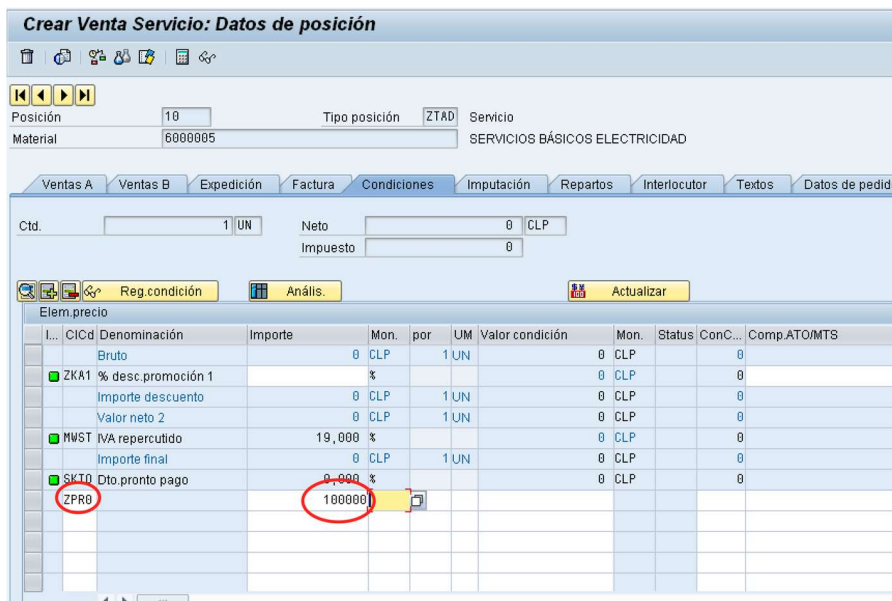 Crear Venta Servicio: Datos de posición
Posición 10 Tipo posición ZTAD Servicio
Material 6000005 SERVICIOS BÁSICOS ELECTRICIDAD
Ventas A Ventas B Expedición Factura Condiciones Imputación Repartos Interlocutor Textos Datos de pedid
Ctd. 1 UN Neto 0 CLP
Impuesto 0
Reg.condición Anális. Actualizar
Elem.precio
I... ClCd Denominación Importe Mon. por UM Valor condición Mon. Status ConC... Comp.ATO/MTS
Bruto 0 CLP 1 UN 0 CLP 0
ZKA1 % desc.promoción 1 % 0 CLP 0
Importe descuento 0 CLP 1 UN 0 CLP 0
Valor neto 2 0 CLP 1 UN 0 CLP 0
MWST IVA repercutido 19,000 % 0 CLP 0
Importe final 0 CLP 1 UN 0 CLP 0
SKTO Dto.pronto pago 0,000 % 0 CLP 0
ZPR0 100000